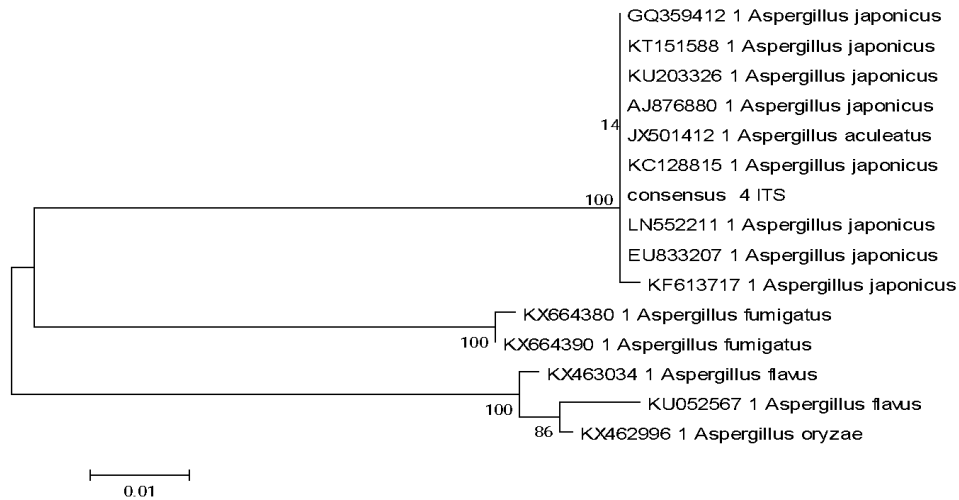 GQ359412 1 Aspergillus japonicus
KT151588 1 Aspergillus japonicus
KU203326 1 Aspergillus japonicus
AJ876880 1 Aspergillus japonicus
14
JX501412 1 Aspergillus aculeatus
KC128815 1 Aspergillus japonicus
100
consensus 4 ITS
LN552211 1 Aspergillus japonicus
EU833207 1 Aspergillus japonicus
KF613717 1 Aspergillus japonicus
KX664380 1 Aspergillus fumigatus
100
KX664390 1 Aspergillus fumigatus
KX463034 1 Aspergillus flavus
100
KU052567 1 Aspergillus flavus
86
KX462996 1 Aspergillus oryzae
0.01